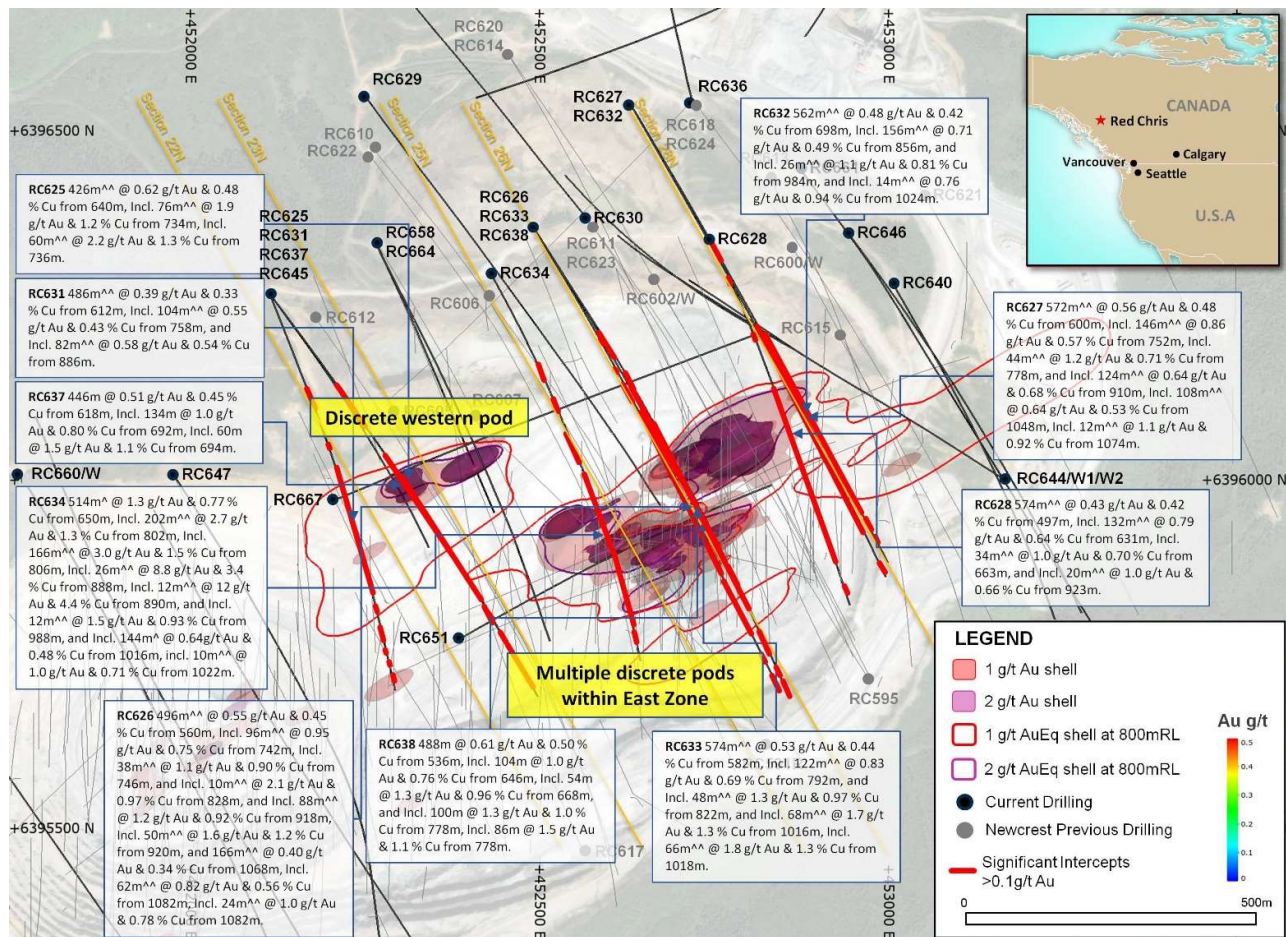 +452000 E
+452500 E
+453000 E
RC620
RC614
RC629
RC627
RC632
RC636
RC618
RC624
+6396500 N
RC610
RC622
Section 22N
Section 23N
Section 25N
Section 26N
RC632 562m^^ @ 0.48 g/t Au & 0.42
% Cu from 698m, Incl. 156m^^ @ 0.71
g/t Au & 0.49 % Cu from 856m, and
Incl. 26m^^ @ 1.1 g/t Au & 0.81 % Cu
from 984m, and Incl. 14m^^ @ 0.76
g/t Au & 0.94 % Cu from 1024m.
CANADA
Red Chris
Vancouver
Calgary
Seattle
U.S.A
RC621
RC625 426m^^ @ 0.62 g/t Au & 0.48
% Cu from 640m, Incl. 76m^^ @ 1.9
g/t Au & 1.2 % Cu from 734m, Incl.
60m^^ @ 2.2 g/t Au & 1.3 % Cu from
736m.
RC625
RC631
RC637
RC645
RC658
RC664
RC626
RC633
RC638
RC630
RC611
RC623
RC628
RC600/W
RC646
RC634
RC606
RC602/W
RC640
RC612
RC615
RC631 486m^^ @ 0.39 g/t Au & 0.33
% Cu from 612m, Incl. 104m^^ @ 0.55
g/t Au & 0.43 % Cu from 758m, and
Incl. 82m^^ @ 0.58 g/t Au & 0.54 % Cu
from 886m.
RC627 572m^^ @ 0.56 g/t Au & 0.48
% Cu from 600m, Incl. 146m^^ @ 0.86
g/t Au & 0.57 % Cu from 752m, Incl.
44m^^ @ 1.2 g/t Au & 0.71 % Cu from
778m, and Incl. 124m^^ @ 0.64 g/t Au
& 0.68 % Cu from 910m, Incl. 108m^^
@ 0.64 g/t Au & 0.53 % Cu from
1048m, Incl. 12m^^ @ 1.1 g/t Au &
0.92 % Cu from 1074m.
RC637 446m @ 0.51 g/t Au & 0.45
% Cu from 618m, Incl. 134m @ 1.0 g/t
Au & 0.80 % Cu from 692m, Incl. 60m
@ 1.5 g/t Au & 1.1 % Cu from 694m.
Discrete western pod
RC660/W
RC647
RC667
RC644/W1/W2
+6396000 N
RC634 514m^ @ 1.3 g/t Au & 0.77 %
Cu from 650m, Incl. 202m^^ @ 2.7 g/t
Au & 1.3 % Cu from 802m, Incl.
166m^^ @ 3.0 g/t Au & 1.5 % Cu from
806m, Incl. 26m^^ @ 8.8 g/t Au & 3.4
% Cu from 888m, Incl. 12m^^ @ 12 g/t
Au & 4.4 % Cu from 890m, and Incl.
12m^^ @ 1.5 g/t Au & 0.93 % Cu from
988m, and Incl. 144m^ @ 0.64g/t Au &
0.48 % Cu from 1016m, incl. 10m^^ @
1.0 g/t Au & 0.71 % Cu from 1022m.
RC628 574m^^ @ 0.43 g/t Au & 0.42
% Cu from 497m, Incl. 132m^^ @ 0.79
g/t Au & 0.64 % Cu from 631m, Incl.
34m^^ @ 1.0 g/t Au & 0.70 % Cu from
663m, and Incl. 20m^^ @ 1.0 g/t Au &
0.66 % Cu from 923m.
RC651
Multiple discrete pods
within East Zone
RC595
RC626 496m^^ @ 0.55 g/t Au & 0.45
% Cu from 560m, Incl. 96m^^ @ 0.95
g/t Au & 0.75 % Cu from 742m, Incl.
38m^^ @ 1.1 g/t Au & 0.90 % Cu from
746m, and Incl. 10m^^ @ 2.1 g/t Au &
0.97 % Cu from 828m, and Incl. 88m^^
@ 1.2 g/t Au & 0.92 % Cu from 918m,
Incl. 50m^^ @ 1.6 g/t Au & 1.2 % Cu
from 920m, and 166m^^ @ 0.40 g/t
Au & 0.34 % Cu from 1068m, Incl.
62m^^ @ 0.82 g/t Au & 0.56 % Cu
from 1082m, Incl. 24m^^ @ 1.0 g/t Au
& 0.78 % Cu from 1082m.
RC638 488m @ 0.61 g/t Au & 0.50 %
Cu from 536m, Incl. 104m @ 1.0 g/t
Au & 0.76 % Cu from 646m, Incl. 54m
@ 1.3 g/t Au & 0.96 % Cu from 668m,
and Incl. 100m @ 1.3 g/t Au & 1.0 %
Cu from 778m, Incl. 86m @ 1.5 g/t Au
& 1.1 % Cu from 778m.
RC633 574m^^ @ 0.53 g/t Au & 0.44
% Cu from 582m, Incl. 122m^^ @ 0.83
g/t Au & 0.69 % Cu from 792m, and
Incl. 48m^^ @ 1.3 g/t Au & 0.97 % Cu
from 822m, and Incl. 68m^^ @ 1.7
g/t Au & 1.3 % Cu from 1016m, Incl.
66m^^ @ 1.8 g/t Au & 1.3 % Cu from
1018m.
+6395500 N
RC617
452500 E
453000 E
LEGEND
1 g/t Au shell
2 g/t Au shell
1 g/t AuEq shell at 800mRL
2 g/t AuEq shell at 800mRL
Current Drilling
Newcrest Previous Drilling
Significant Intercepts
>0.1g/t Au
Au g/t
0.5
0.4
0.3
0.2
0.1
0
0
500m